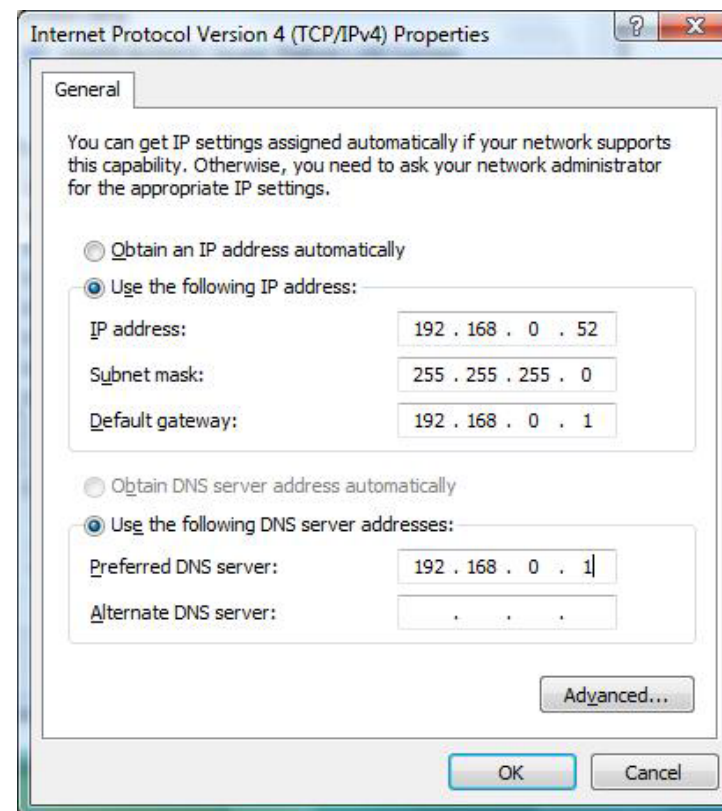 Internet Protocol Version 4 (TCP/IPv4) Properties
?
X
General
You can get IP settings assigned automatically if your network supports
this capability. Otherwise, you need to ask your network administrator
for the appropriate IP settings.
Obtain an IP address automatically
Use the following IP address:
IP address: 192 . 168 . 0 . 52
Subnet mask: 255 . 255 . 255 . 0
Default gateway: 192 . 168 . 0 . 1
Obtain DNS server address automatically
Use the following DNS server addresses:
Preferred DNS server: 192 . 168 . 0 . 1
Alternate DNS server: . . .
Advanced...
OK Cancel